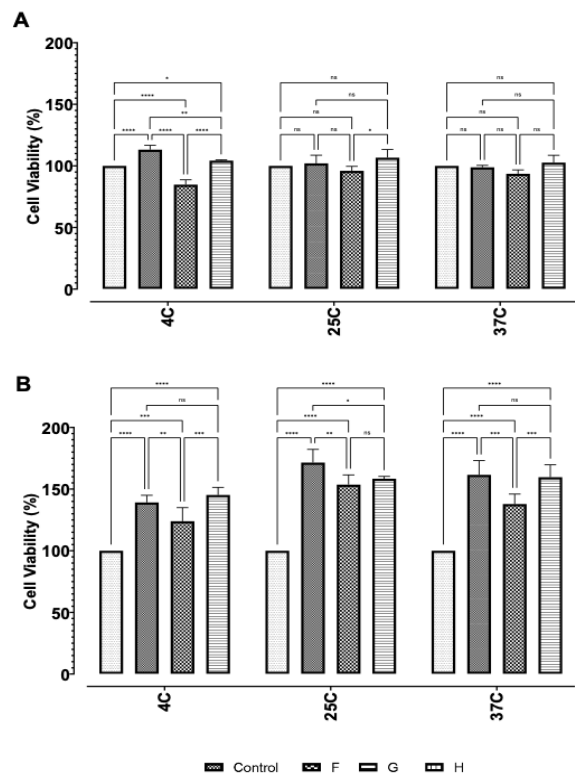 A
Cell Viability (%)
200
150
100
50
0
*
****
**
**** **** ****
ns
ns
ns
ns ns *
ns
ns
ns
ns ns ns
4C 25C 37C
B
Cell Viability (%)
200
150
100
50
0
****
ns
***
**** ** ***
****
*
****
**** ** ns
****
ns
****
**** *** ***
4C 25C 37C
Control F G H